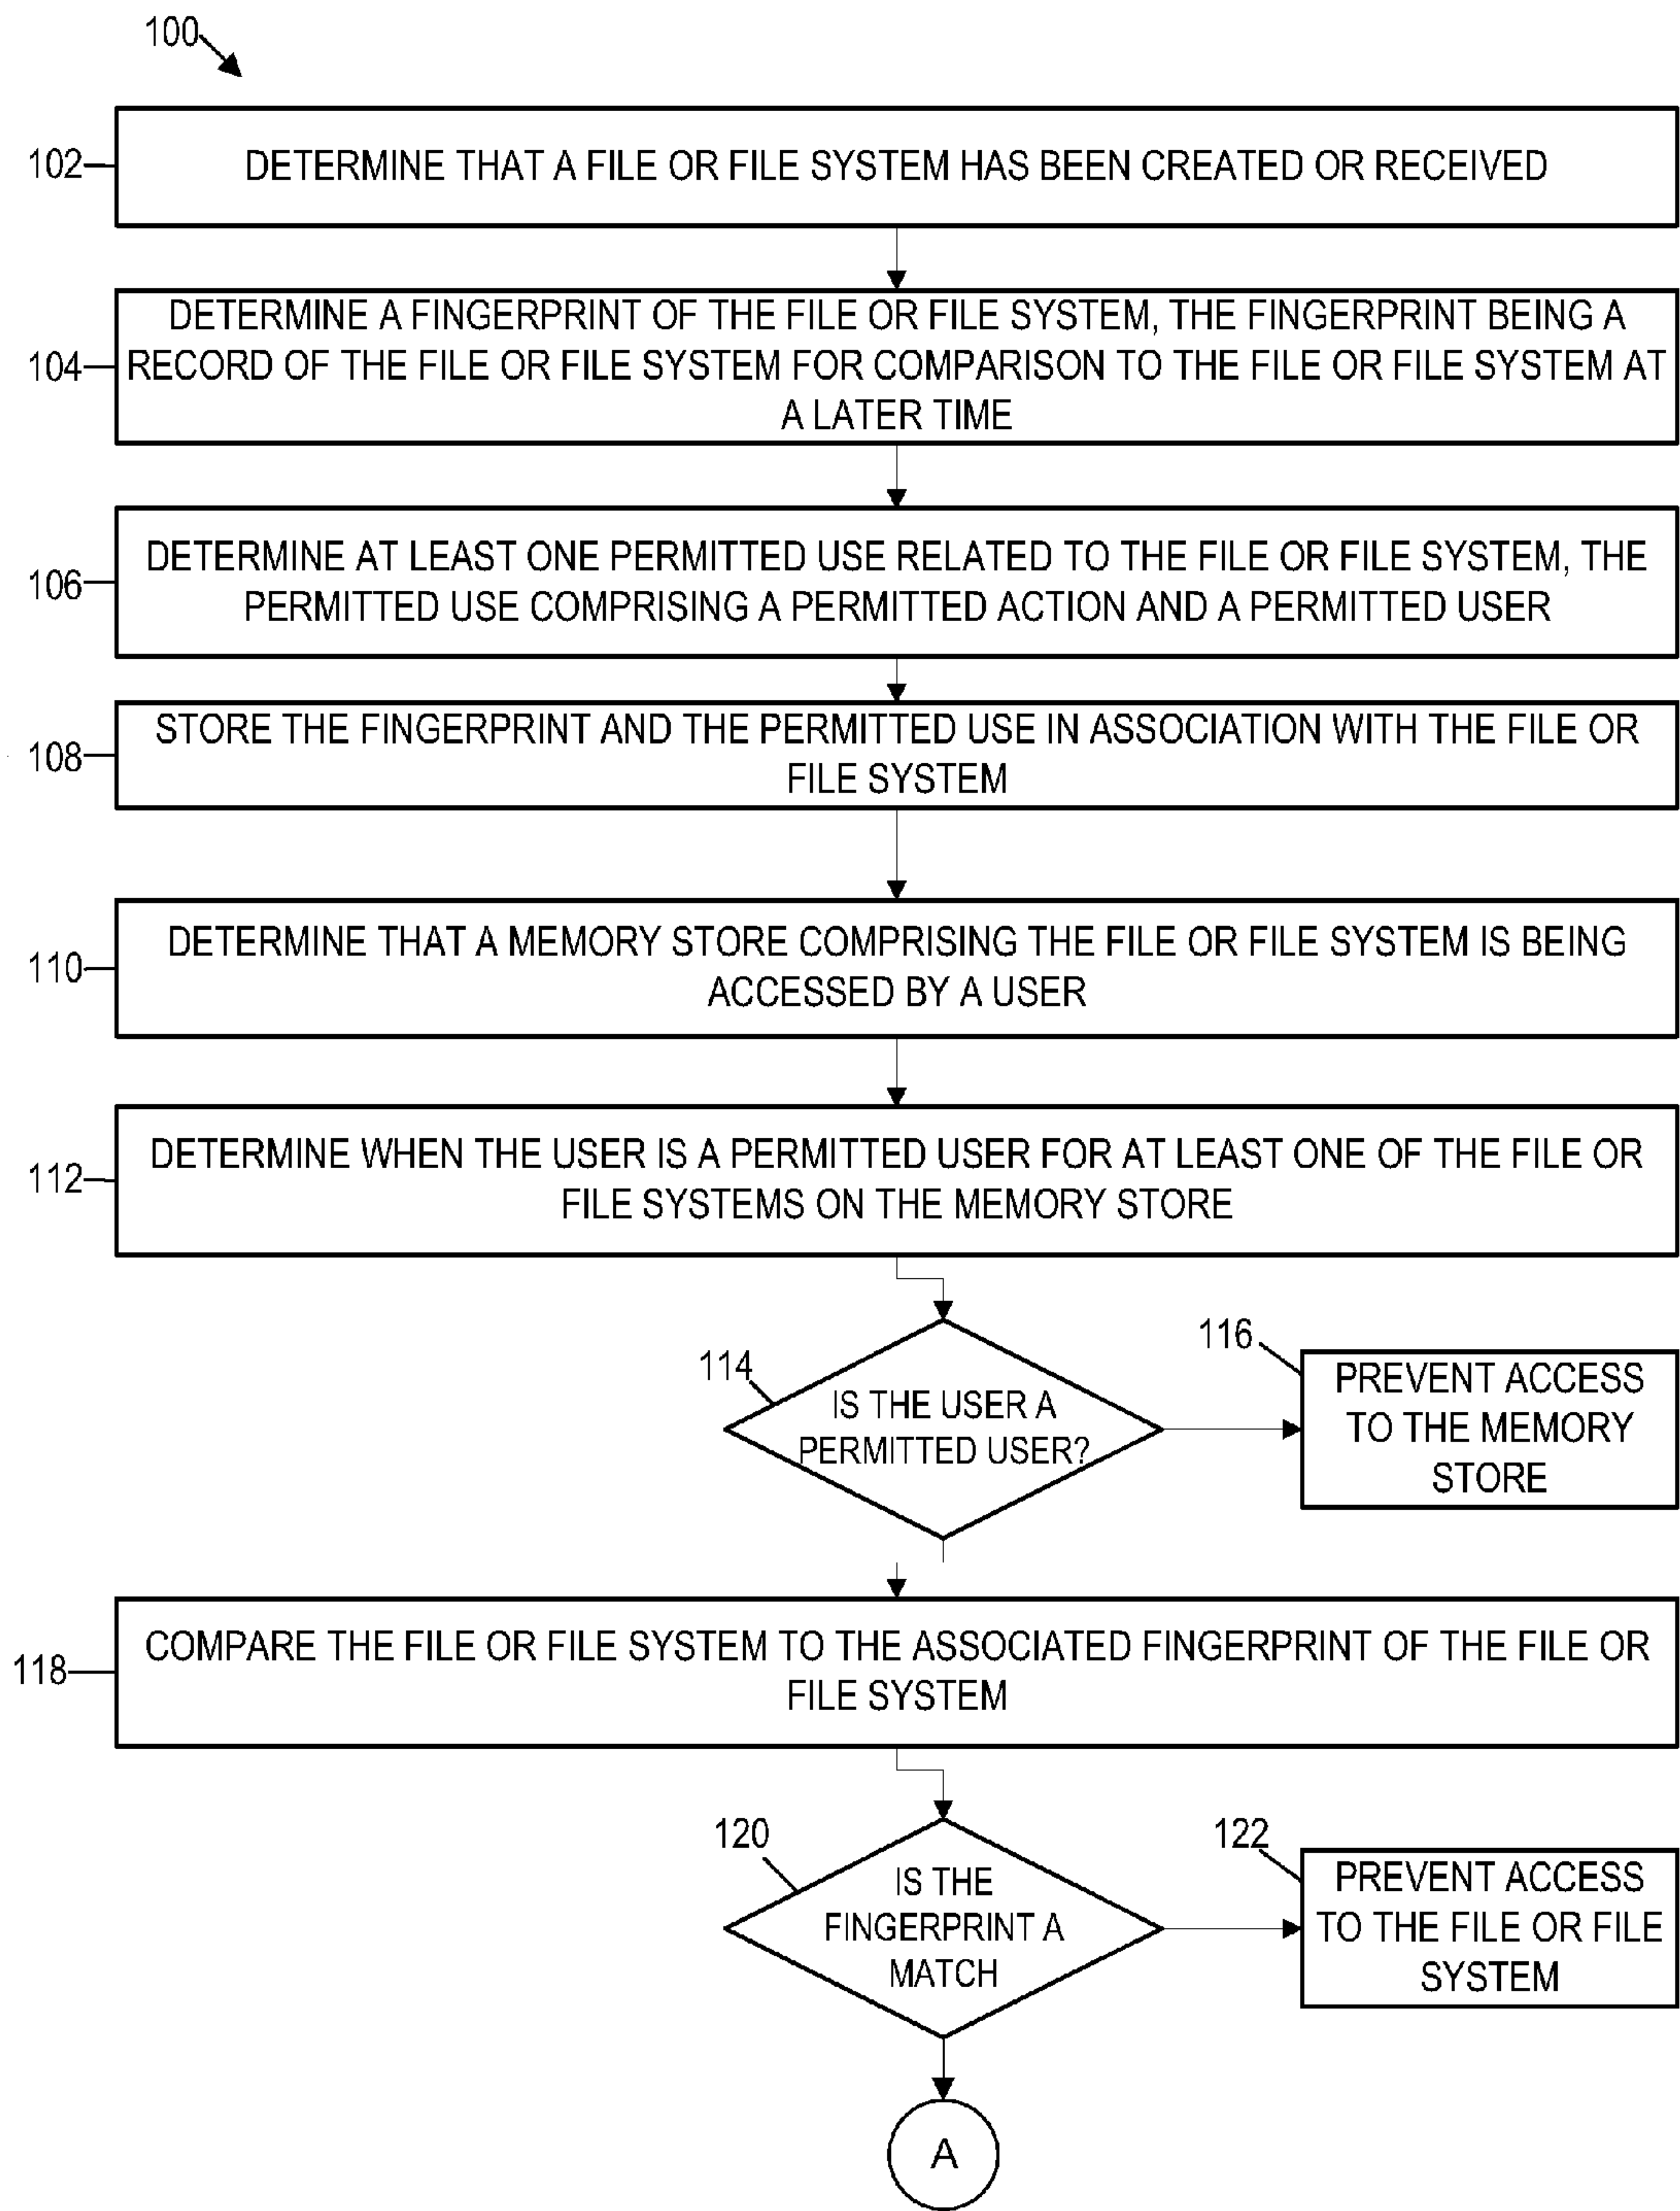 100
102
DETERMINE THAT A FILE OR FILE SYSTEM HAS BEEN CREATED OR RECEIVED
104
DETERMINE A FINGERPRINT OF THE FILE OR FILE SYSTEM, THE FINGERPRINT BEING A
RECORD OF THE FILE OR FILE SYSTEM FOR COMPARISON TO THE FILE OR FILE SYSTEM AT
A LATER TIME
106
DETERMINE AT LEAST ONE PERMITTED USE RELATED TO THE FILE OR FILE SYSTEM, THE
PERMITTED USE COMPRISING A PERMITTED ACTION AND A PERMITTED USER
108
STORE THE FINGERPRINT AND THE PERMITTED USE IN ASSOCIATION WITH THE FILE OR
FILE SYSTEM
110
DETERMINE THAT A MEMORY STORE COMPRISING THE FILE OR FILE SYSTEM IS BEING
ACCESSED BY A USER
112
DETERMINE WHEN THE USER IS A PERMITTED USER FOR AT LEAST ONE OF THE FILE OR
FILE SYSTEMS ON THE MEMORY STORE
114
IS THE USER A
PERMITTED USER?
116
PREVENT ACCESS
TO THE MEMORY
STORE
118
COMPARE THE FILE OR FILE SYSTEM TO THE ASSOCIATED FINGERPRINT OF THE FILE OR
FILE SYSTEM
120
IS THE
FINGERPRINT A
MATCH
122
PREVENT ACCESS
TO THE FILE OR FILE
SYSTEM
A